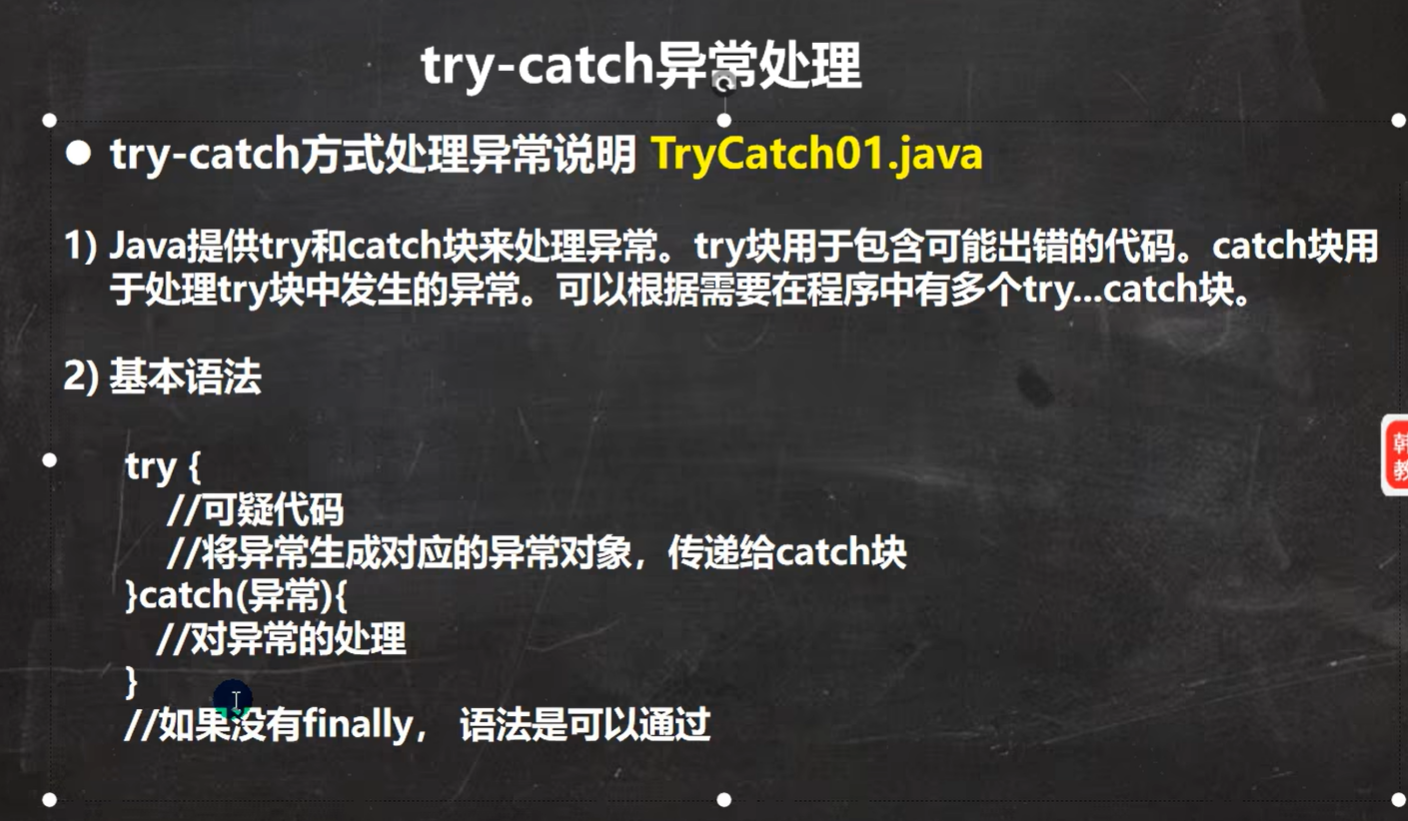 try-catch异常处理
● try-catch方式处理异常说明 TryCatch01.java
1) Java提供try和catch块来处理异常。try块用于包含可能出错的代码。catch块用
于处理try块中发生的异常。可以根据需要在程序中有多个try...catch块。
2) 基本语法
try {
//可疑代码
//将异常生成对应的异常对象，传递给catch块
}catch(异常){
//对异常的处理
}
//如果没有finally， 语法是可以通过
韩
教